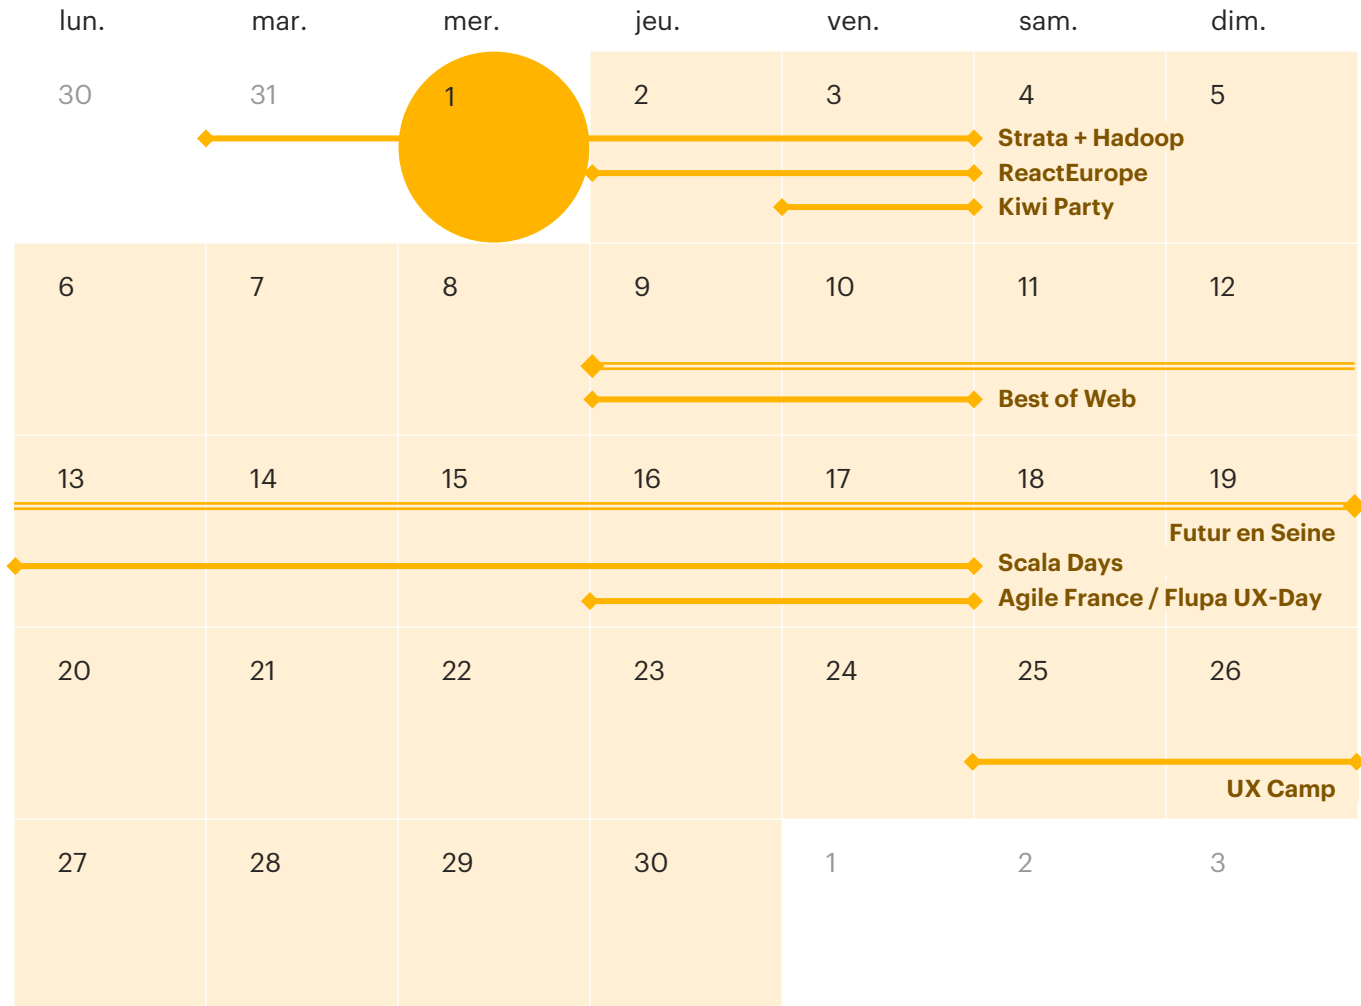 lun. mar. mer. jeu. ven. sam. dim.
30 31 1 2 3 4 5
Strata + Hadoop
ReactEurope
Kiwi Party
6 7 8 9 10 11 12
Best of Web
13 14 15 16 17 18 19
Futur en Seine
Scala Days
Agile France / Flupa UX-Day
20 21 22 23 24 25 26
UX Camp
27 28 29 30 1 2 3